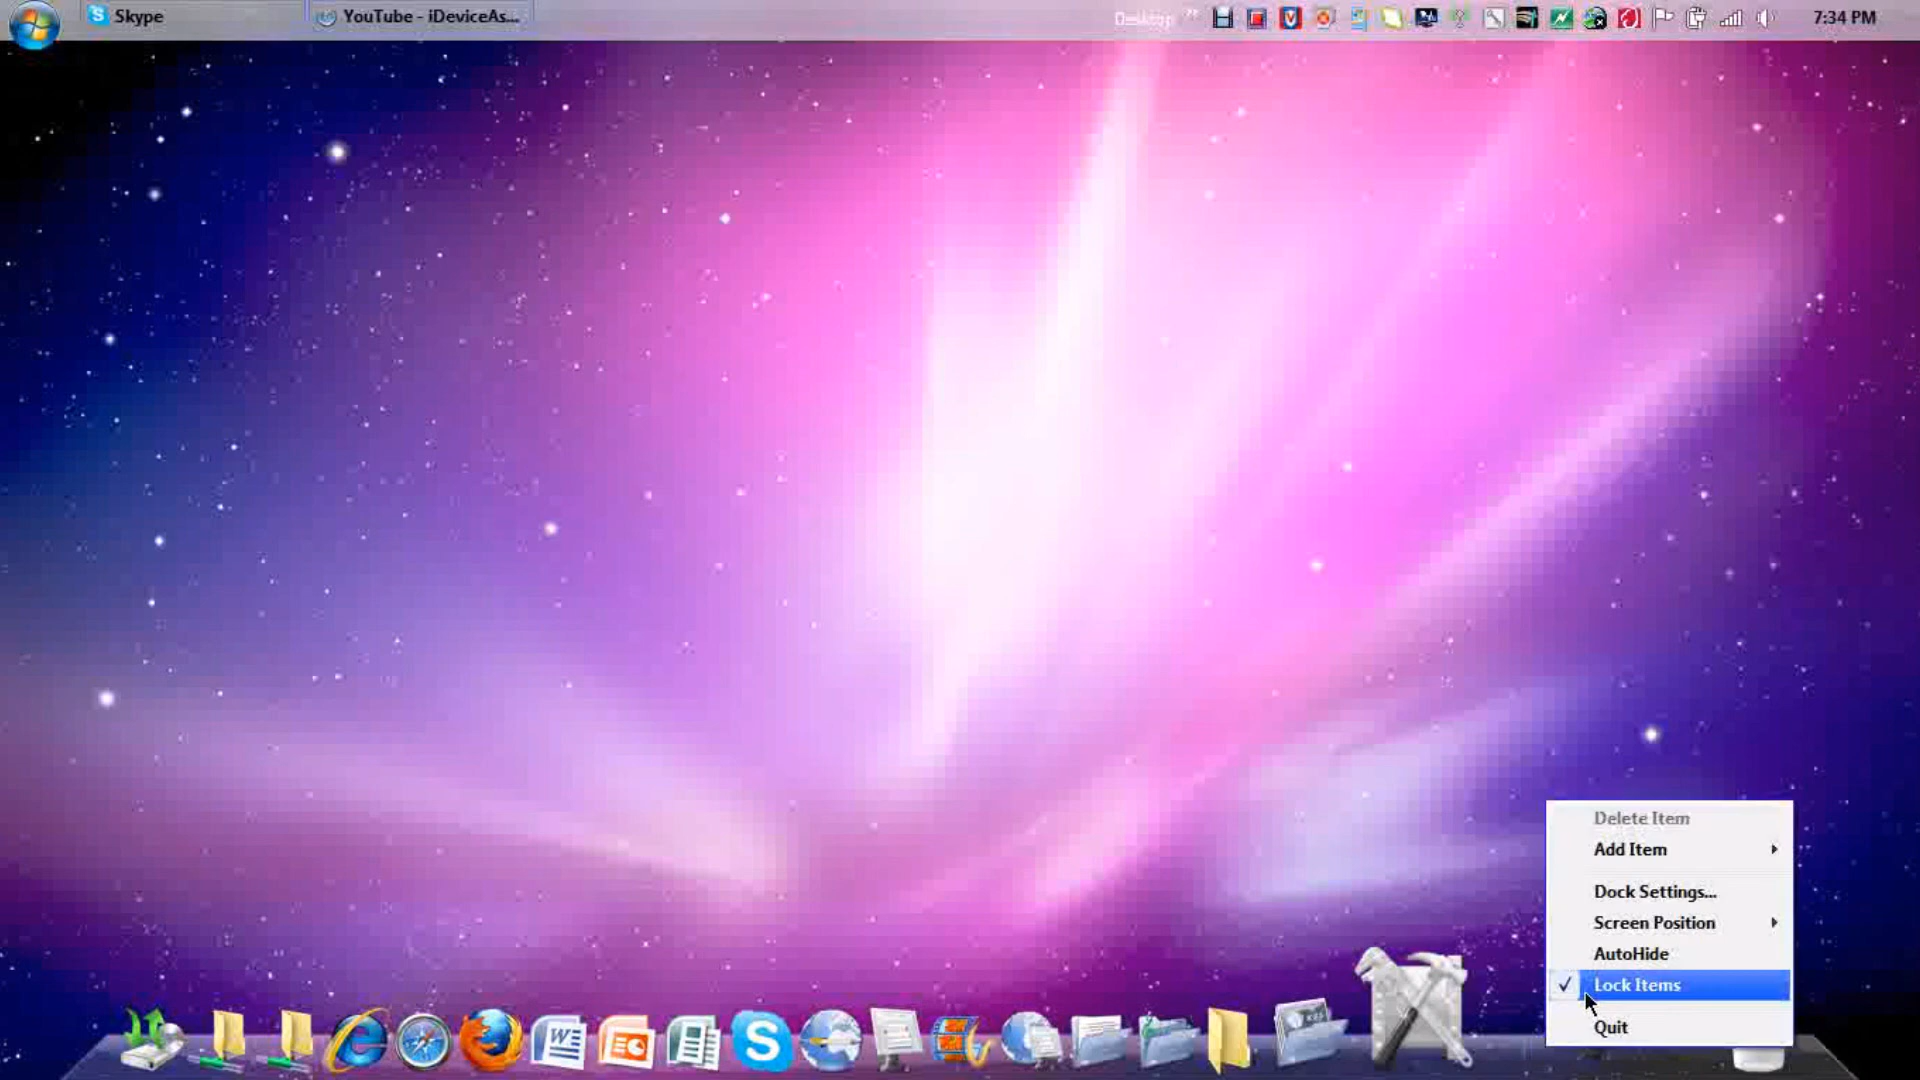 Skype
YouTube - iDeviceAs...
Desktop
7:34 PM
Delete Item
Add Item
Dock Settings...
Screen Position
AutoHide
Lock Items
Quit